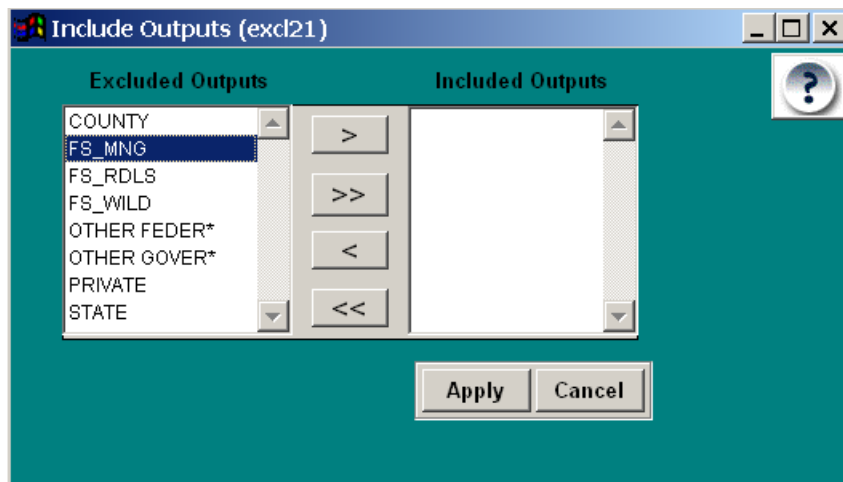 Include Outputs (excl21)
?
Excluded Outputs
Included Outputs
COUNTY
FS_MNG
FS_RDLS
FS_WILD
OTHER FEDER*
OTHER GOVER*
PRIVATE
STATE
>
>>
<
<<
Apply
Cancel